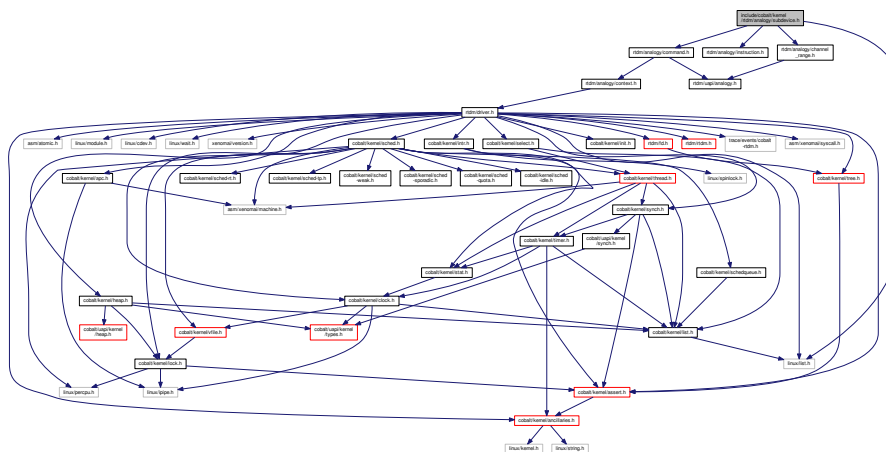 include/cobalt/kernel
/rtdm/analogy/subdevice.h
rtdm/analogy/command.h
rtdm/analogy/instruction.h
rtdm/analogy/channel
_range.h
rtdm/analogy/context.h
rtdm/uapi/analogy.h
rtdm/driver.h
asm/atomic.h
linux/module.h
linux/cdev.h
linux/wait.h
xenomai/version.h
cobalt/kernel/sched.h
cobalt/kernel/intr.h
cobalt/kernel/select.h
cobalt/kernel/init.h
rtdm/fd.h
rtdm/rtdm.h
trace/events/cobalt
-rtdm.h
asm/xenomai/syscall.h
cobalt/kernel/apc.h
cobalt/kernel/sched-rt.h
cobalt/kernel/sched-tp.h
cobalt/kernel/sched
-weak.h
cobalt/kernel/sched
-sporadic.h
cobalt/kernel/sched
-quota.h
cobalt/kernel/sched
-idle.h
cobalt/kernel/thread.h
linux/spinlock.h
cobalt/kernel/tree.h
asm/xenomai/machine.h
cobalt/kernel/synch.h
cobalt/kernel/timer.h
cobalt/uapi/kernel
/synch.h
cobalt/kernel/stat.h
cobalt/kernel/schedqueue.h
cobalt/kernel/heap.h
cobalt/kernel/clock.h
cobalt/uapi/kernel
/heap.h
cobalt/kernel/vfile.h
cobalt/uapi/kernel
/types.h
cobalt/kernel/list.h
cobalt/kernel/lock.h
linux/list.h
linux/percpu.h
linux/ipipe.h
cobalt/kernel/assert.h
cobalt/kernel/ancillaries.h
linux/kernel.h
linux/string.h